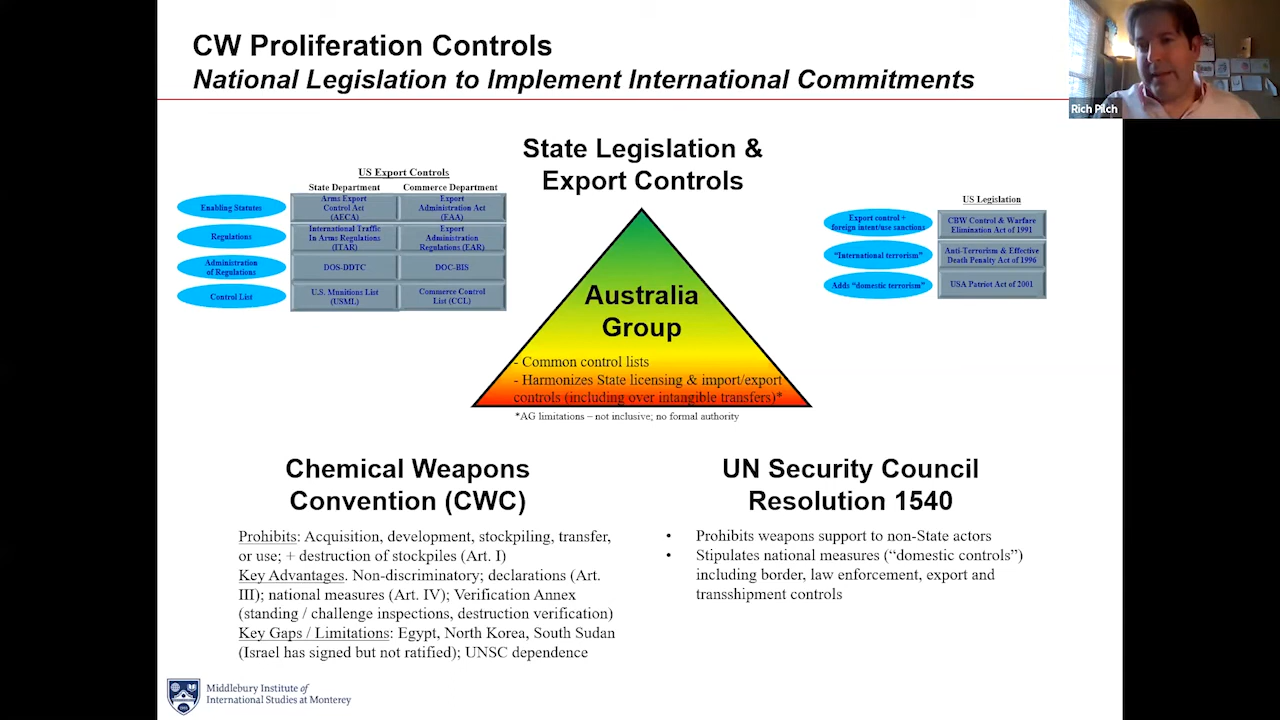 CW Proliferation Controls
National Legislation to Implement International Commitments
Rich Pilch
State Legislation &
Export Controls
US Export Controls
State Department
Commerce Department
Enabling Statutes
Arms Export
Control Act
(AECA)
Export
Administration Act
(EAA)
Regulations
International Traffic
In Arms Regulations
(ITAR)
Export
Administration
Regulations (EAR)
Administration
of Regulations
DOS-DDTC
DOC-BIS
Control List
U.S. Munitions List
(USML)
Commerce Control
List (CCL)
US Legislation
Export control +
foreign intent/use sanctions
CBW Control & Warfare
Elimination Act of 1991
“International terrorism”
Anti-Terrorism & Effective
Death Penalty Act of 1996
Adds “domestic terrorism”
USA Patriot Act of 2001
Australia
Group
- Common control lists
- Harmonizes State licensing & import/export
controls (including over intangible transfers)*
*AG limitations – not inclusive; no formal authority
Chemical Weapons
Convention (CWC)
Prohibits: Acquisition, development, stockpiling, transfer,
or use; + destruction of stockpiles (Art. I)
Key Advantages. Non-discriminatory; declarations (Art.
III); national measures (Art. IV); Verification Annex
(standing / challenge inspections, destruction verification)
Key Gaps / Limitations: Egypt, North Korea, South Sudan
(Israel has signed but not ratified); UNSC dependence
UN Security Council
Resolution 1540
• Prohibits weapons support to non-State actors
• Stipulates national measures (“domestic controls”)
including border, law enforcement, export and
transshipment controls
Middlebury Institute of
International Studies at Monterey